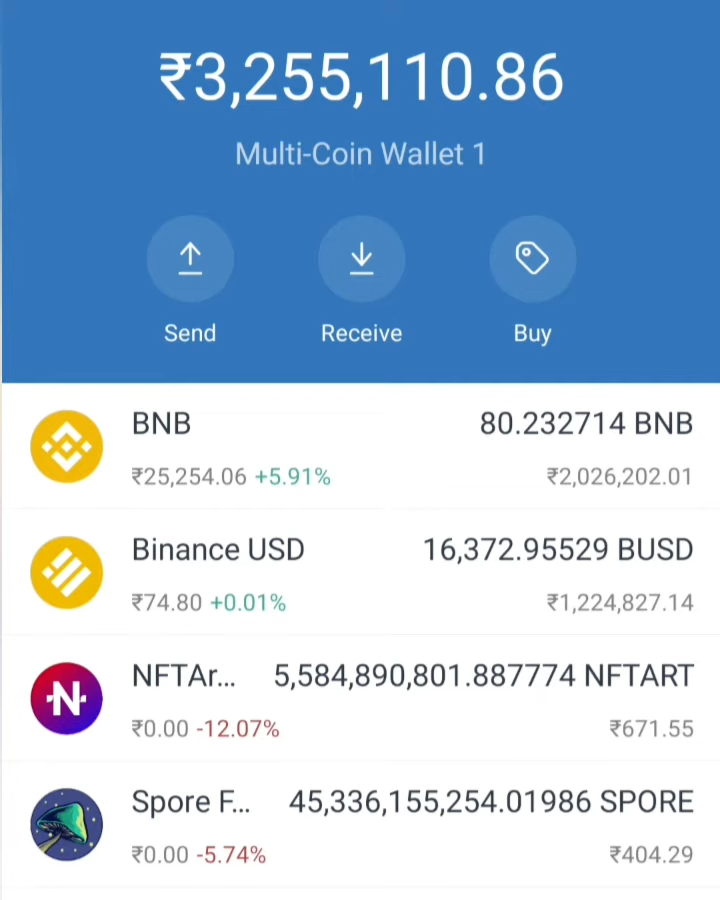 ₹3,255,110.86
Multi-Coin Wallet 1
Send Receive Buy
BNB 80.232714 BNB
₹25,254.06 +5.91% ₹2,026,202.01
Binance USD 16,372.95529 BUSD
₹74.80 +0.01% ₹1,224,827.14
NFTAr... 5,584,890,801.887774 NFTART
₹0.00 -12.07% ₹671.55
Spore F... 45,336,155,254.01986 SPORE
₹0.00 -5.74% ₹404.29